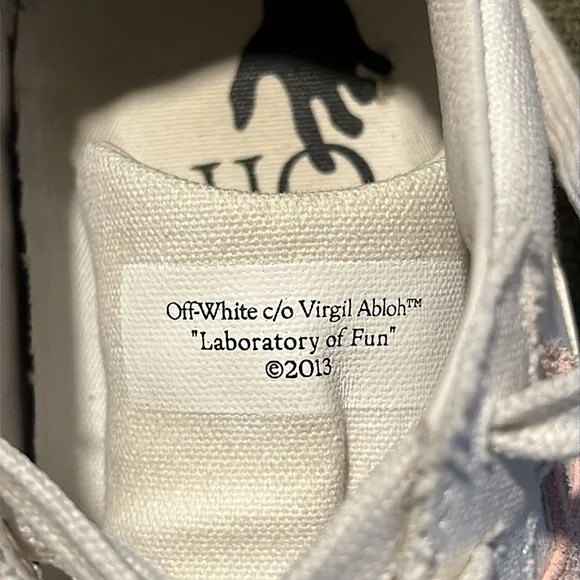 Off-White c/o Virgil Abloh™
"Laboratory of Fun"
©2013